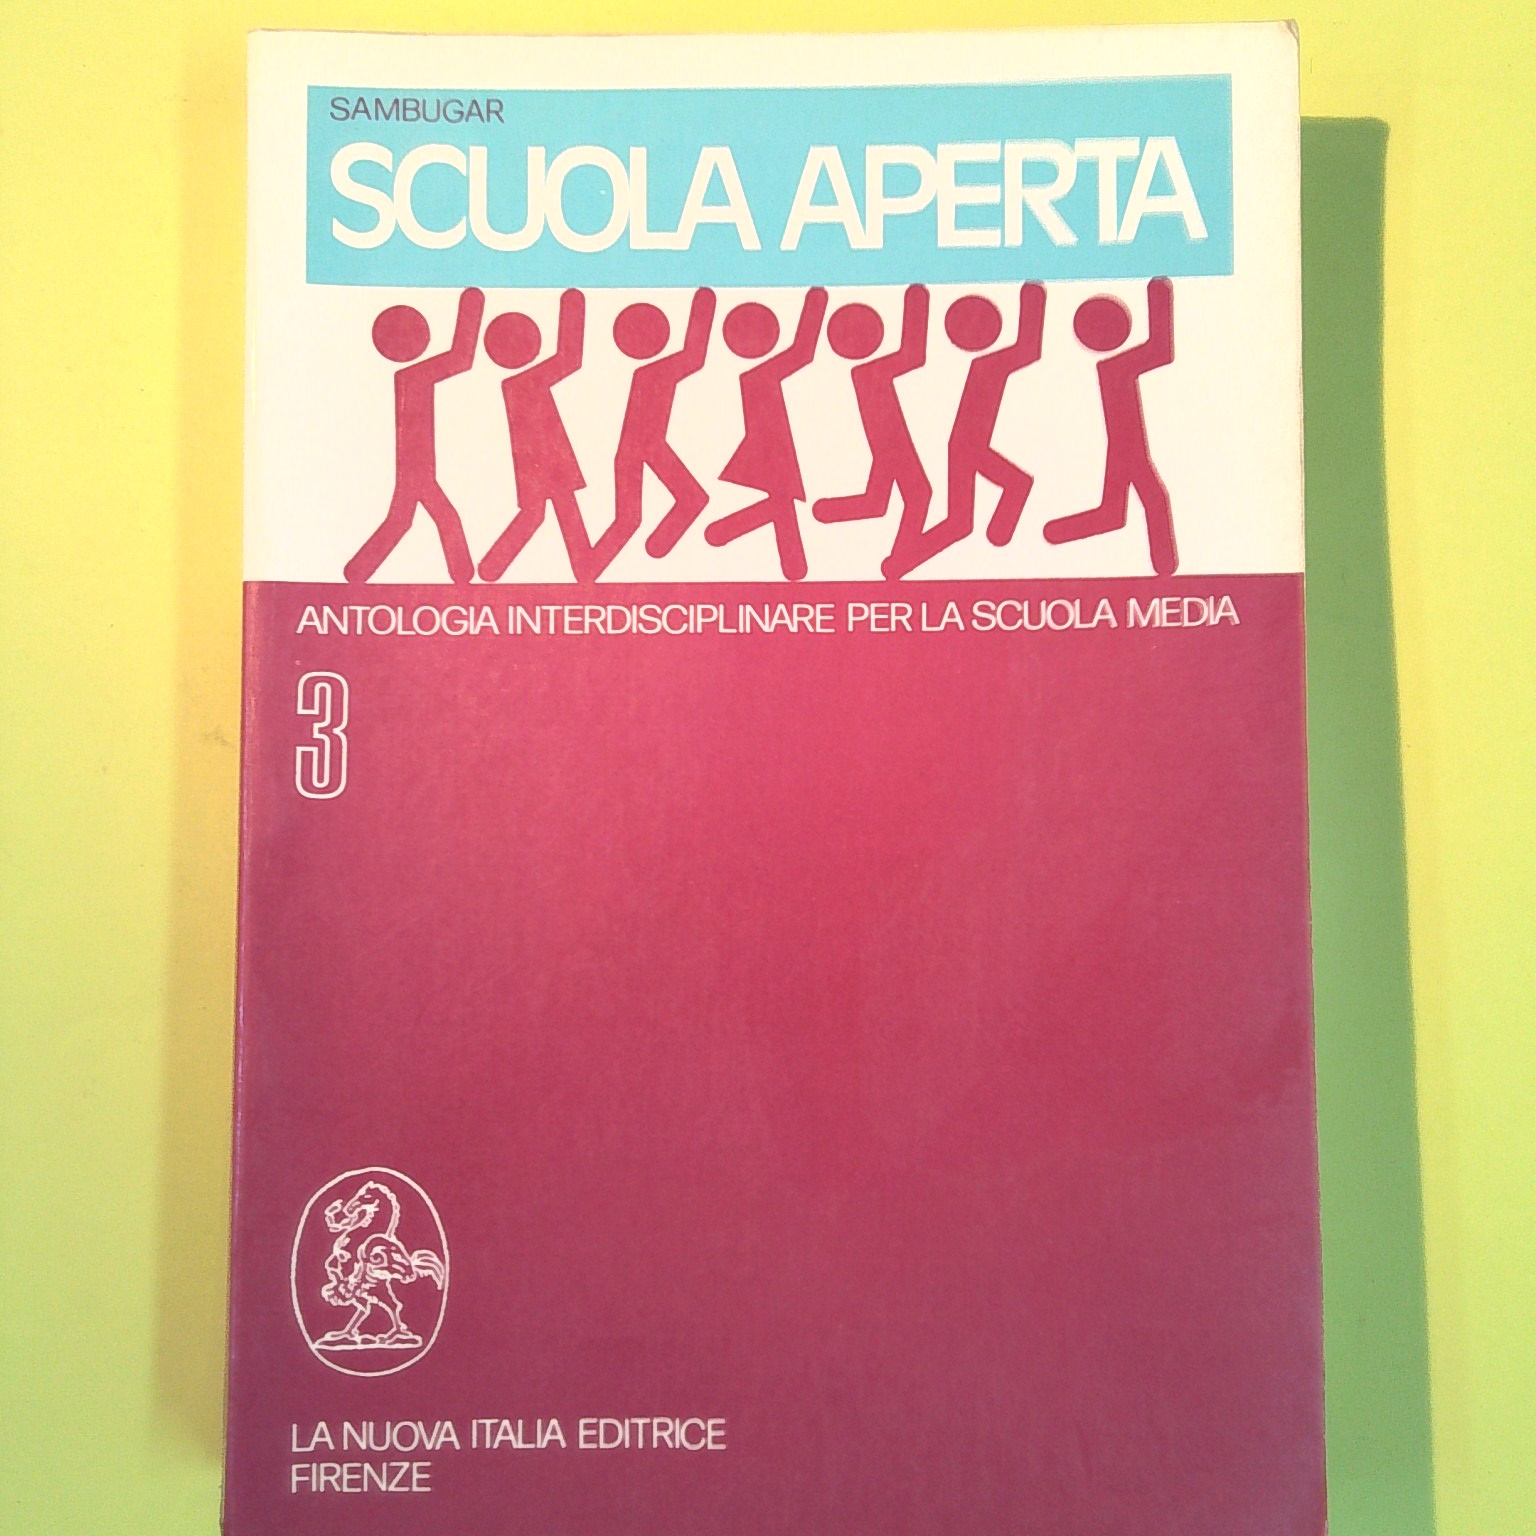 SAMBUGAR
SCUOLA APERTA
ANTOLOGIA INTERDISCIPLINARE PER LA SCUOLA MEDIA
3
LA NUOVA ITALIA EDITRICE
FIRENZE